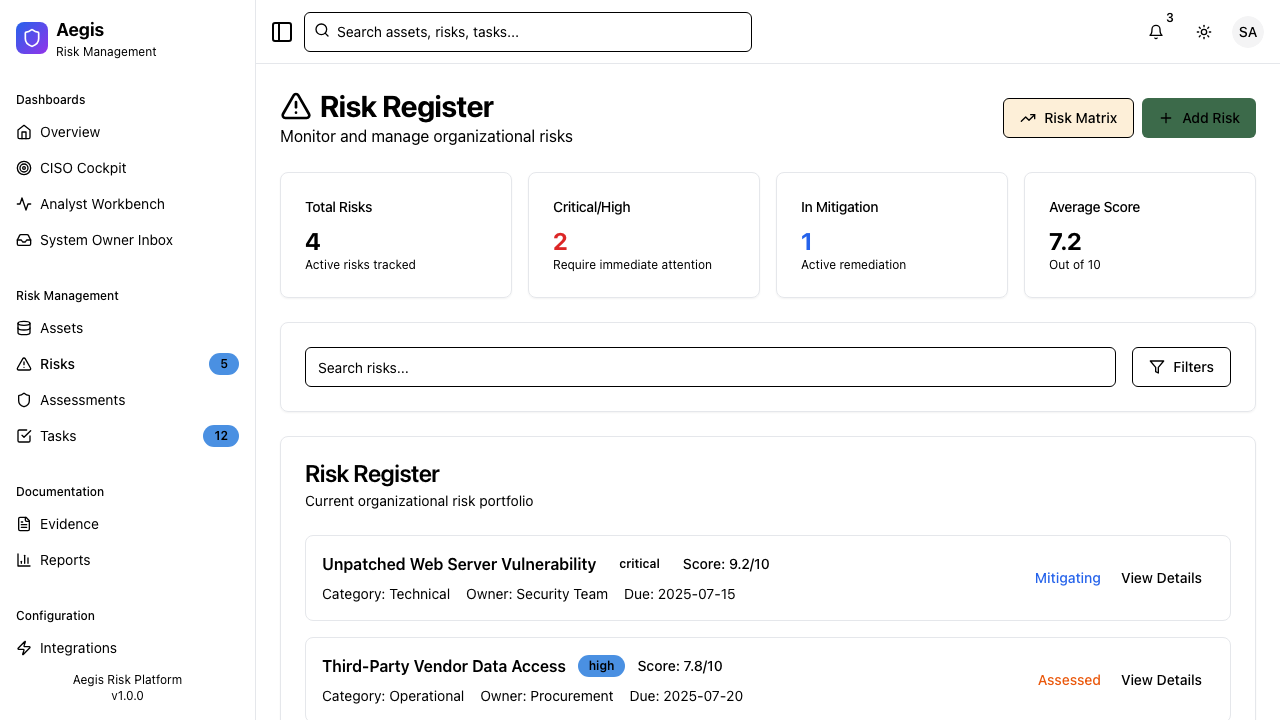 Aegis
Risk Management
Dashboards
Overview
CISO Cockpit
Analyst Workbench
System Owner Inbox
Risk Management
Assets
Risks 5
Assessments
Tasks 12
Documentation
Evidence
Reports
Configuration
Integrations
Aegis Risk Platform
v1.0.0
Search assets, risks, tasks...
3
SA
Risk Register
Monitor and manage organizational risks
Risk Matrix
Add Risk
Total Risks
4
Active risks tracked
Critical/High
2
Require immediate attention
In Mitigation
1
Active remediation
Average Score
7.2
Out of 10
Search risks...
Filters
Risk Register
Current organizational risk portfolio
Unpatched Web Server Vulnerability critical Score: 9.2/10
Category: Technical Owner: Security Team Due: 2025-07-15
Mitigating View Details
Third-Party Vendor Data Access high Score: 7.8/10
Category: Operational Owner: Procurement Due: 2025-07-20
Assessed View Details